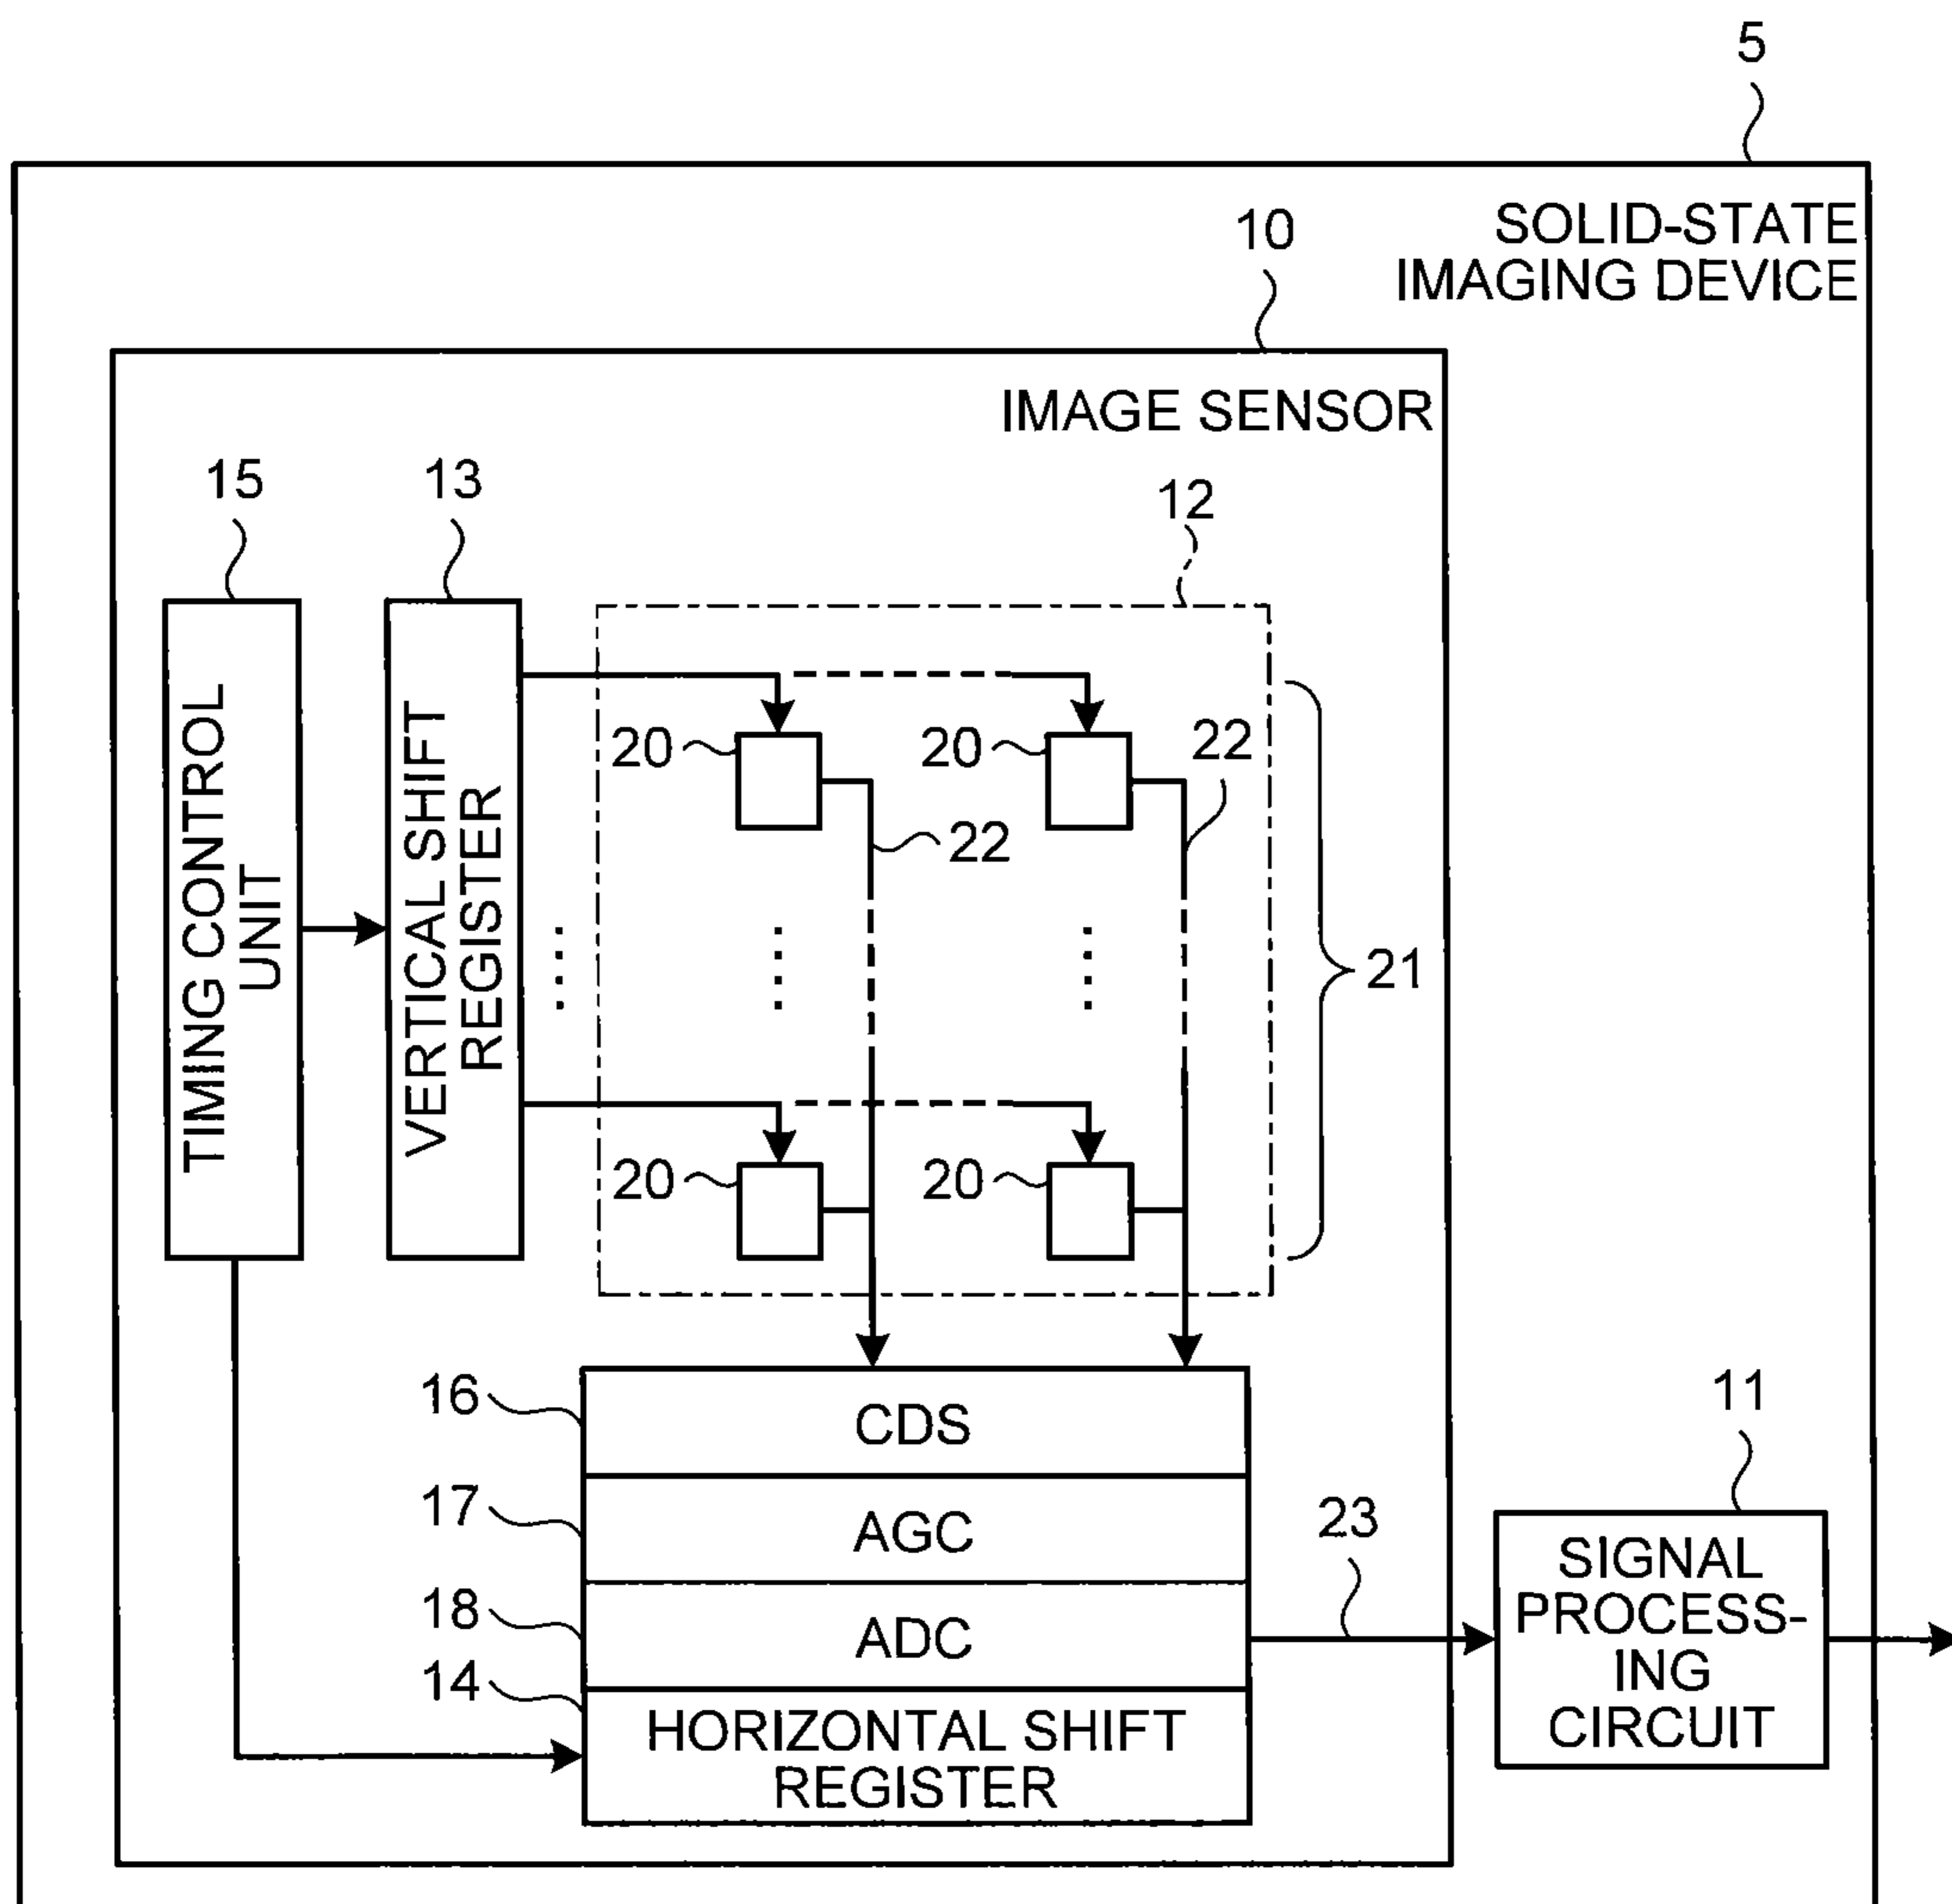 5
SOLID-STATE
IMAGING DEVICE
10
IMAGE SENSOR
15
13
12
TIMING CONTROL
UNIT
VERTICAL SHIFT
REGISTER
20
20
22
22
21
20
20
16
CDS
17
AGC
18
ADC
14
HORIZONTAL SHIFT
REGISTER
23
11
SIGNAL
PROCESS-
ING
CIRCUIT